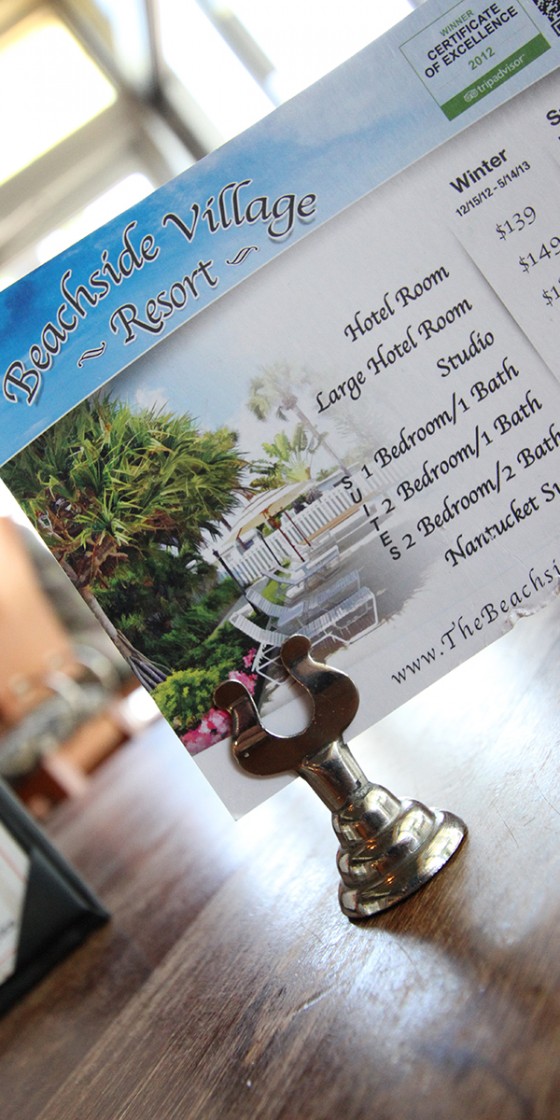 WINNER
CERTIFICATE
OF EXCELLENCE
2012
tripadvisor
Beachside Village
~ Resort ~
Winter
12/15/12 - 5/14/13
$139
$149
Hotel Room
Large Hotel Room
Studio
SUITES
1 Bedroom/1 Bath
2 Bedroom/1 Bath
2 Bedroom/2 Bath
Nantucket Su
www.TheBeachsi